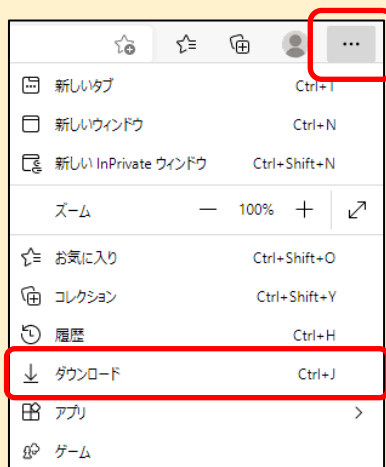 新しいタブ Ctrl+T
新しいウィンドウ Ctrl+N
新しい InPrivate ウィンドウ Ctrl+Shift+N
ズーム — 100% +
お気に入り Ctrl+Shift+O
コレクション Ctrl+Shift+Y
履歴 Ctrl+H
ダウンロード Ctrl+J
アプリ
ゲーム